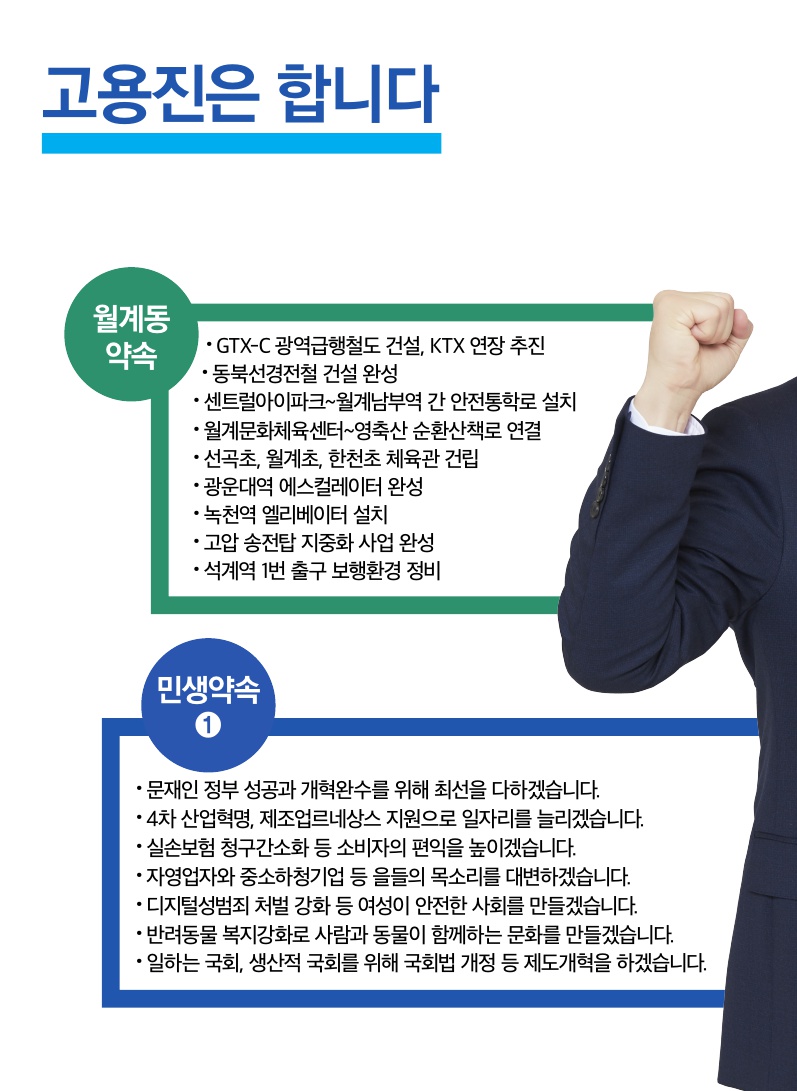 고용진은 합니다
월계동
약속
• GTX-C 광역급행철도 건설, KTX 연장 추진
• 동북선경전철 건설 완성
• 센트럴아이파크~월계남부역 간 안전통학로 설치
• 월계문화체육센터~영축산 순환산책로 연결
• 선곡초, 월계초, 한천초 체육관 건립
• 광운대역 에스컬레이터 완성
• 녹천역 엘리베이터 설치
• 고압 송전탑 지중화 사업 완성
• 석계역 1번 출구 보행환경 정비
민생약속
❶
• 문재인 정부 성공과 개혁완수를 위해 최선을 다하겠습니다.
• 4차 산업혁명, 제조업르네상스 지원으로 일자리를 늘리겠습니다.
• 실손보험 청구간소화 등 소비자의 편익을 높이겠습니다.
• 자영업자와 중소하청기업 등 을들의 목소리를 대변하겠습니다.
• 디지털성범죄 처벌 강화 등 여성이 안전한 사회를 만들겠습니다.
• 반려동물 복지강화로 사람과 동물이 함께하는 문화를 만들겠습니다.
• 일하는 국회, 생산적 국회를 위해 국회법 개정 등 제도개혁을 하겠습니다.